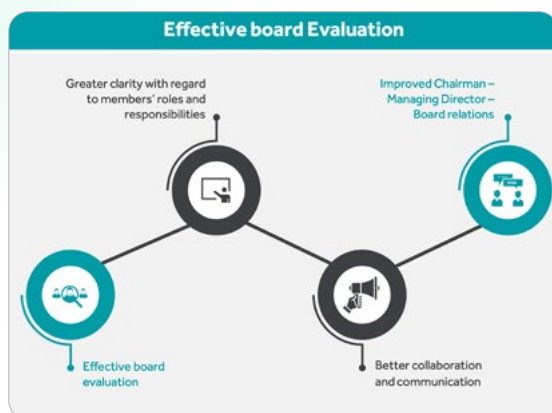 Effective board Evaluation
Greater clarity with regard
to members' roles and
responsibilities
Improved Chairman –
Managing Director –
Board relations
Effective board
evaluation
Better collaboration
and communication